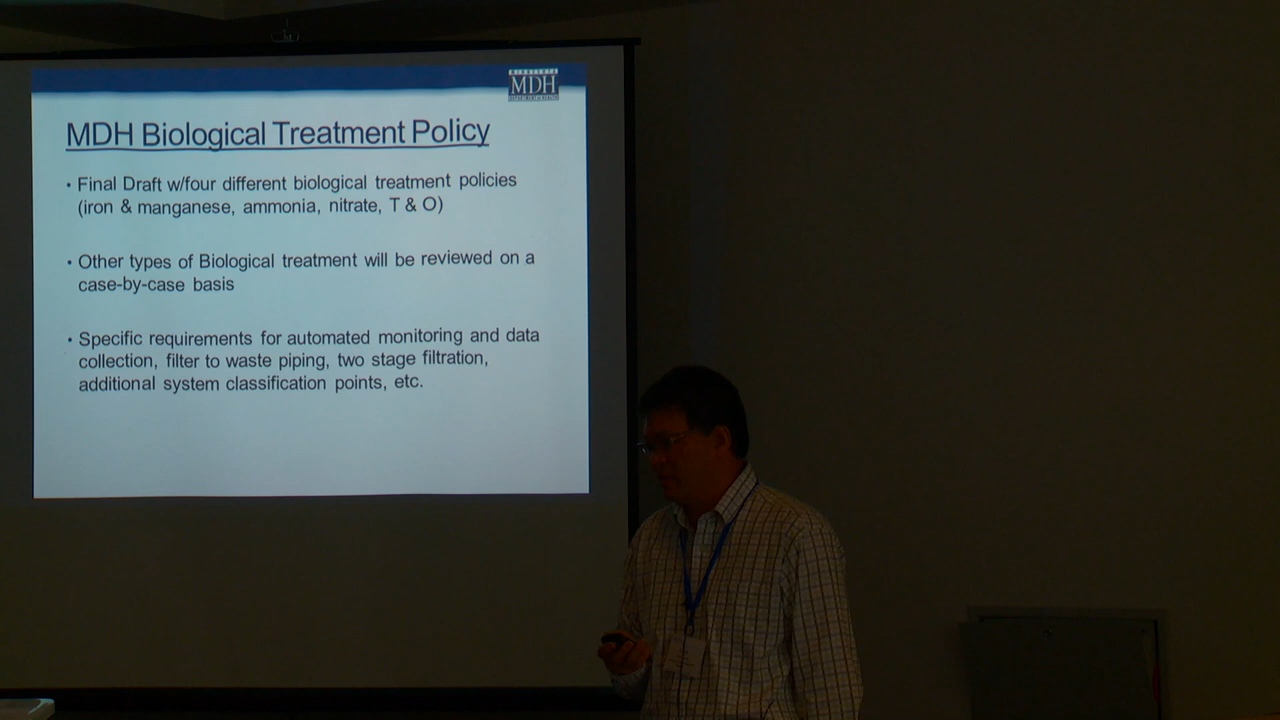 MINNESOTA
MDH
MDH Biological Treatment Policy
• Final Draft w/four different biological treatment policies
(iron & manganese, ammonia, nitrate, T & O)
• Other types of Biological treatment will be reviewed on a
case-by-case basis
• Specific requirements for automated monitoring and data
collection, filter to waste piping, two stage filtration,
additional system classification points, etc.